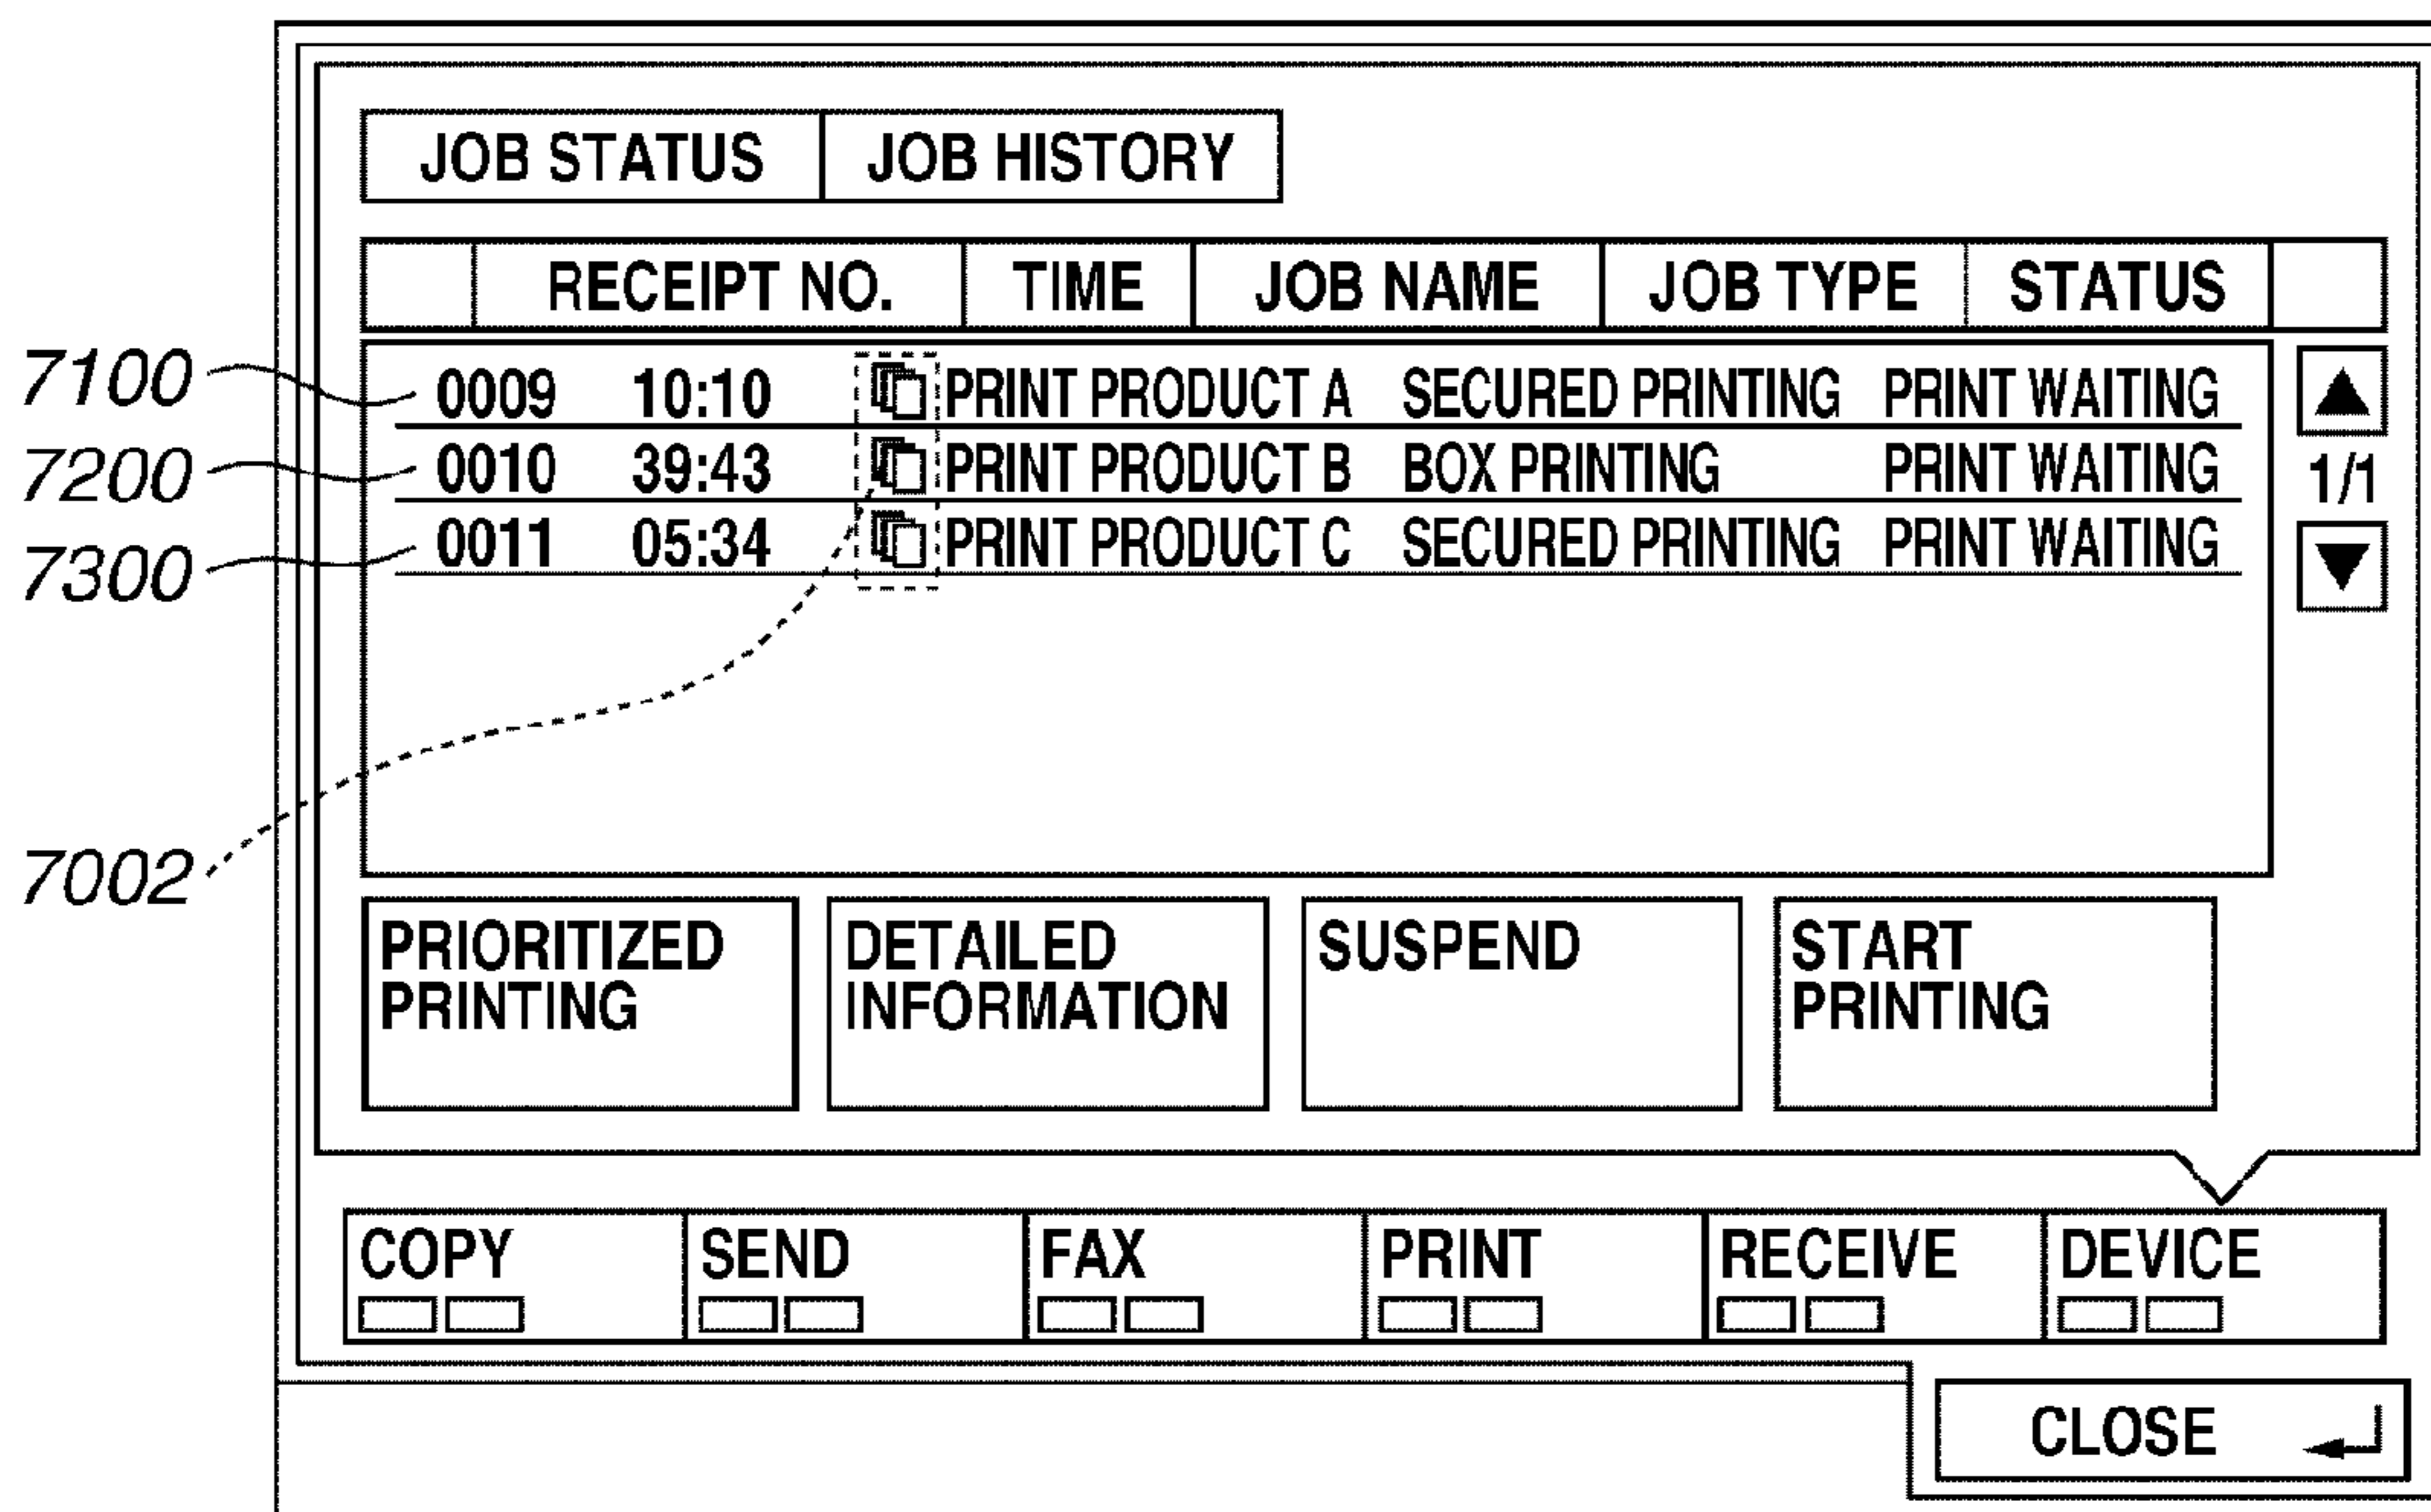 JOB STATUS JOB HISTORY
RECEIPT NO. TIME JOB NAME JOB TYPE STATUS
7100 0009 10:10 PRINT PRODUCT A SECURED PRINTING PRINT WAITING
7200 0010 39:43 PRINT PRODUCT B BOX PRINTING PRINT WAITING 1/1
7300 0011 05:34 PRINT PRODUCT C SECURED PRINTING PRINT WAITING
7002
PRIORITIZED
PRINTING
DETAILED
INFORMATION
SUSPEND
START
PRINTING
COPY SEND FAX PRINT RECEIVE DEVICE
CLOSE